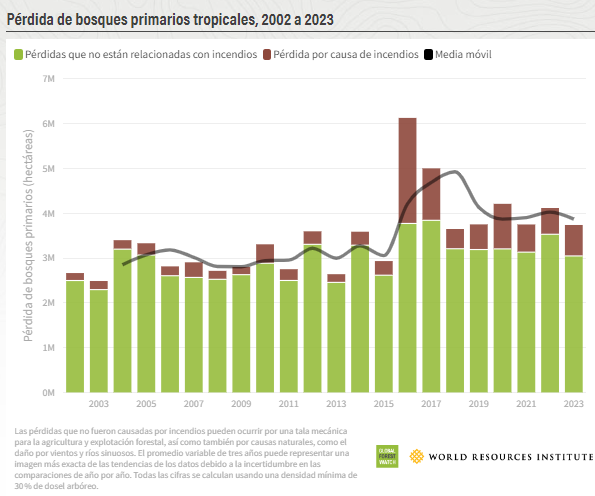 Pérdida de bosques primarios tropicales, 2002 a 2023
Pérdidas que no están relacionadas con incendios Pérdida por causa de incendios Media móvil
Pérdida de bosques primarios (hectáreas)
7M
6M
5M
4M
3M
2M
1M
0M
2003 2005 2007 2009 2011 2013 2015 2017 2019 2021 2023
Las pérdidas que no fueron causadas por incendios pueden ocurrir por una tala mecánica
para la agricultura y explotación forestal, así como también por causas naturales, como el
daño por vientos y ríos sinuosos. El promedio variable de tres años puede representar una
imagen más exacta de las tendencias de los datos debido a la incertidumbre en las
comparaciones de año por año. Todas las cifras se calculan usando una densidad mínima de
30 % de dosel arbóreo.
GLOBAL
FOREST
WATCH
WORLD RESOURCES INSTITUTE